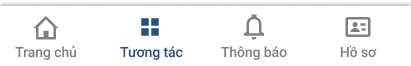 Trang chủ Tương tác Thông báo Hồ sơ